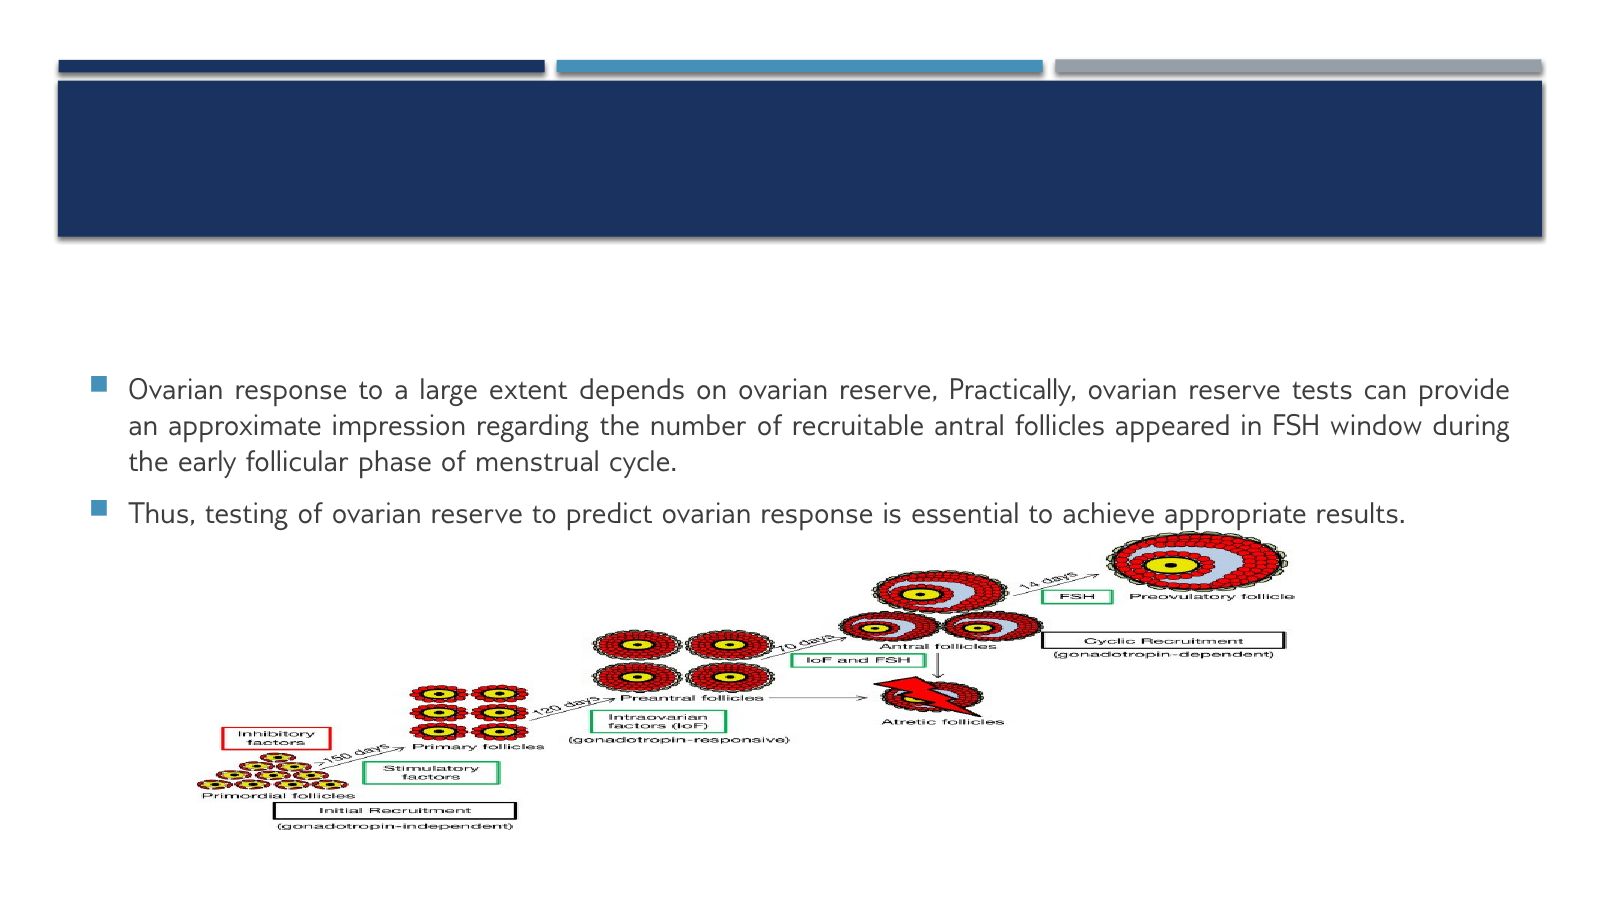 Ovarian response to a large extent depends on ovarian reserve, Practically, ovarian reserve tests can provide
an approximate impression regarding the number of recruitable antral follicles appeared in FSH window during
the early follicular phase of menstrual cycle.
Thus, testing of ovarian reserve to predict ovarian response is essential to achieve appropriate results.
14 days
FSH
Preovulatory follicle
Cyclic Recruitment
(gonadotropin-dependent)
70 days
Antral follicles
IoF and FSH
Preantral follicles
Atretic follicles
120 days
Intraovarian
factors (IoF)
(gonadotropin-responsive)
Inhibitory
factors
>150 days
Primary follicles
Stimulatory
factors
Primordial follicles
Initial Recruitment
(gonadotropin-independent)